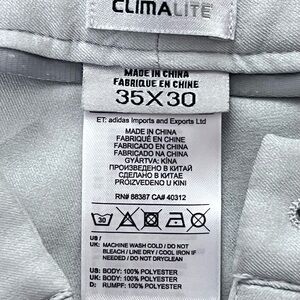 CLIMALITE
MADE IN CHINA
FABRIQUÉ EN CHINE
35X30
ET: adidas Imports and Exports Ltd
MADE IN CHINA
FABRIQUÉ EN CHINE
FABRICADO EN CHINA
FABRICADO NA CHINA
GYÁRTVA: KÍNA
ПРОИЗВЕДЕНО В КИТАЙ
СДЕЛАНО В КИТАЕ
PROIZVEDENO U KINI
RN# 88387 CA# 40312
30
US /
UK: MACHINE WASH COLD / DO NOT
BLEACH / LINE DRY / COOL IRON IF
NEEDED / DO NOT DRYCLEAN
US: BODY: 100% POLYESTER
UK: BODY: 100% POLYESTER
D: RUMPF: 100% POLYESTER